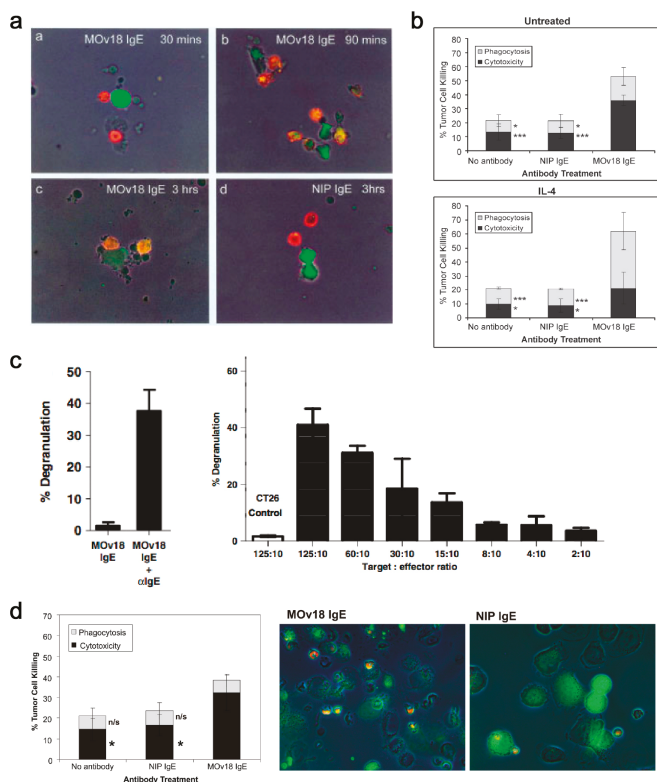 a
a MOv18 IgE 30 mins
b MOv18 IgE 90 mins
c MOv18 IgE 3 hrs
d NIP IgE 3hrs
b
Untreated
80
70
60
50
40
30
20
10
0
% Tumor Cell Killing
Phagocytosis
Cytotoxicity
*
***
*
***
No antibody NIP IgE MOv18 IgE
Antibody Treatment
IL-4
80
70
60
50
40
30
20
10
0
% Tumor Cell Killing
Phagocytosis
Cytotoxicity
***
*
***
*
No antibody NIP IgE MOv18 IgE
Antibody Treatment
c
50
40
30
20
10
0
% Degranulation
MOv18
IgE
MOv18
IgE
+
αIgE
60
40
20
0
% Degranulation
CT26
Control
125:10 125:10 60:10 30:10 15:10 8:10 4:10 2:10
Target : effector ratio
d
70
60
50
40
30
20
10
0
% Tumor Cell Killing
Phagocytosis
Cytotoxicity
n/s
*
n/s
*
No antibody NIP IgE MOv18 IgE
Antibody Treatment
MOv18 IgE
NIP IgE